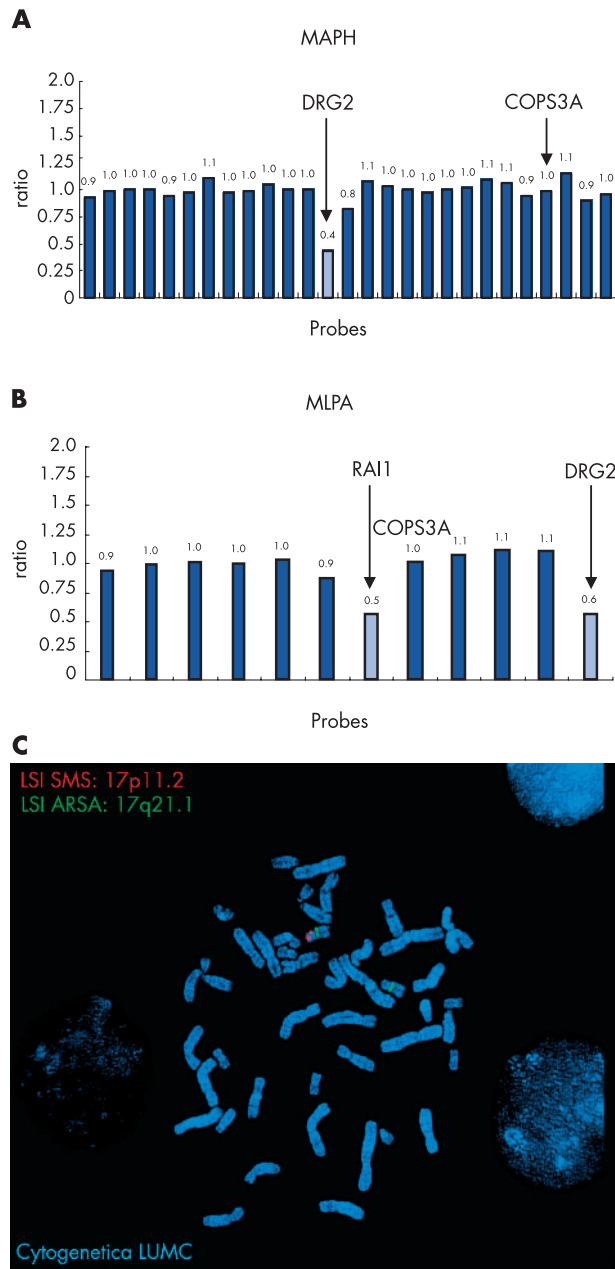 A
MAPH
DRG2
COPS3A
2.0
1.75
1.5
1.25
1.0
0.75
0.5
0.25
0
ratio
0.9 1.0 1.0 1.0 0.9 1.0 1.1 1.0 1.0 1.0 1.0 1.0 0.4 0.8 1.1 1.0 1.0 1.0 1.0 1.0 1.1 1.1 0.9 1.0 1.1 0.9 1.0
Probes
B
MLPA
RAI1
DRG2
COPS3A
2.0
1.75
1.5
1.25
1.0
0.75
0.5
0.25
0
ratio
0.9 1.0 1.0 1.0 1.0 0.9 0.5 1.0 1.1 1.1 1.1 0.6
Probes
C
LSI SMS: 17p11.2
LSI ARSA: 17q21.1
Cytogenetica LUMC